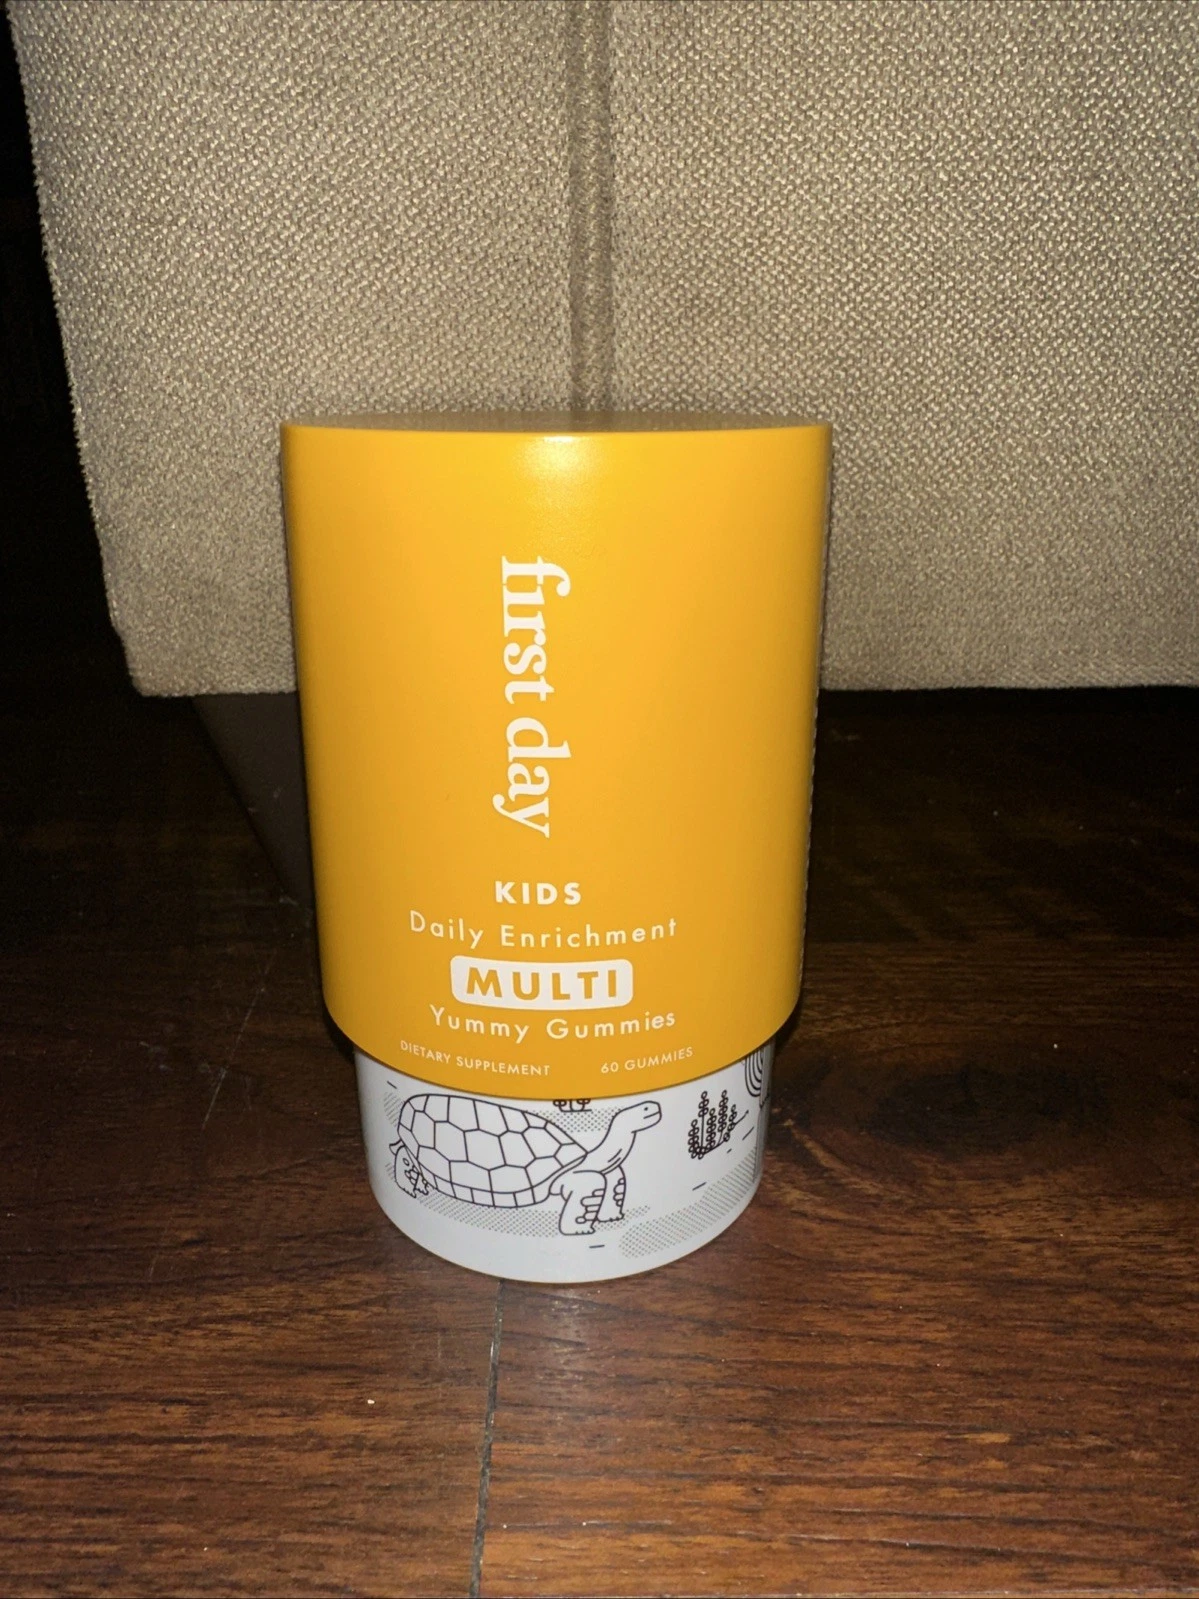 first day
KIDS
Daily Enrichment
MULTI
Yummy Gummies
DIETARY SUPPLEMENT 60 GUMMIES